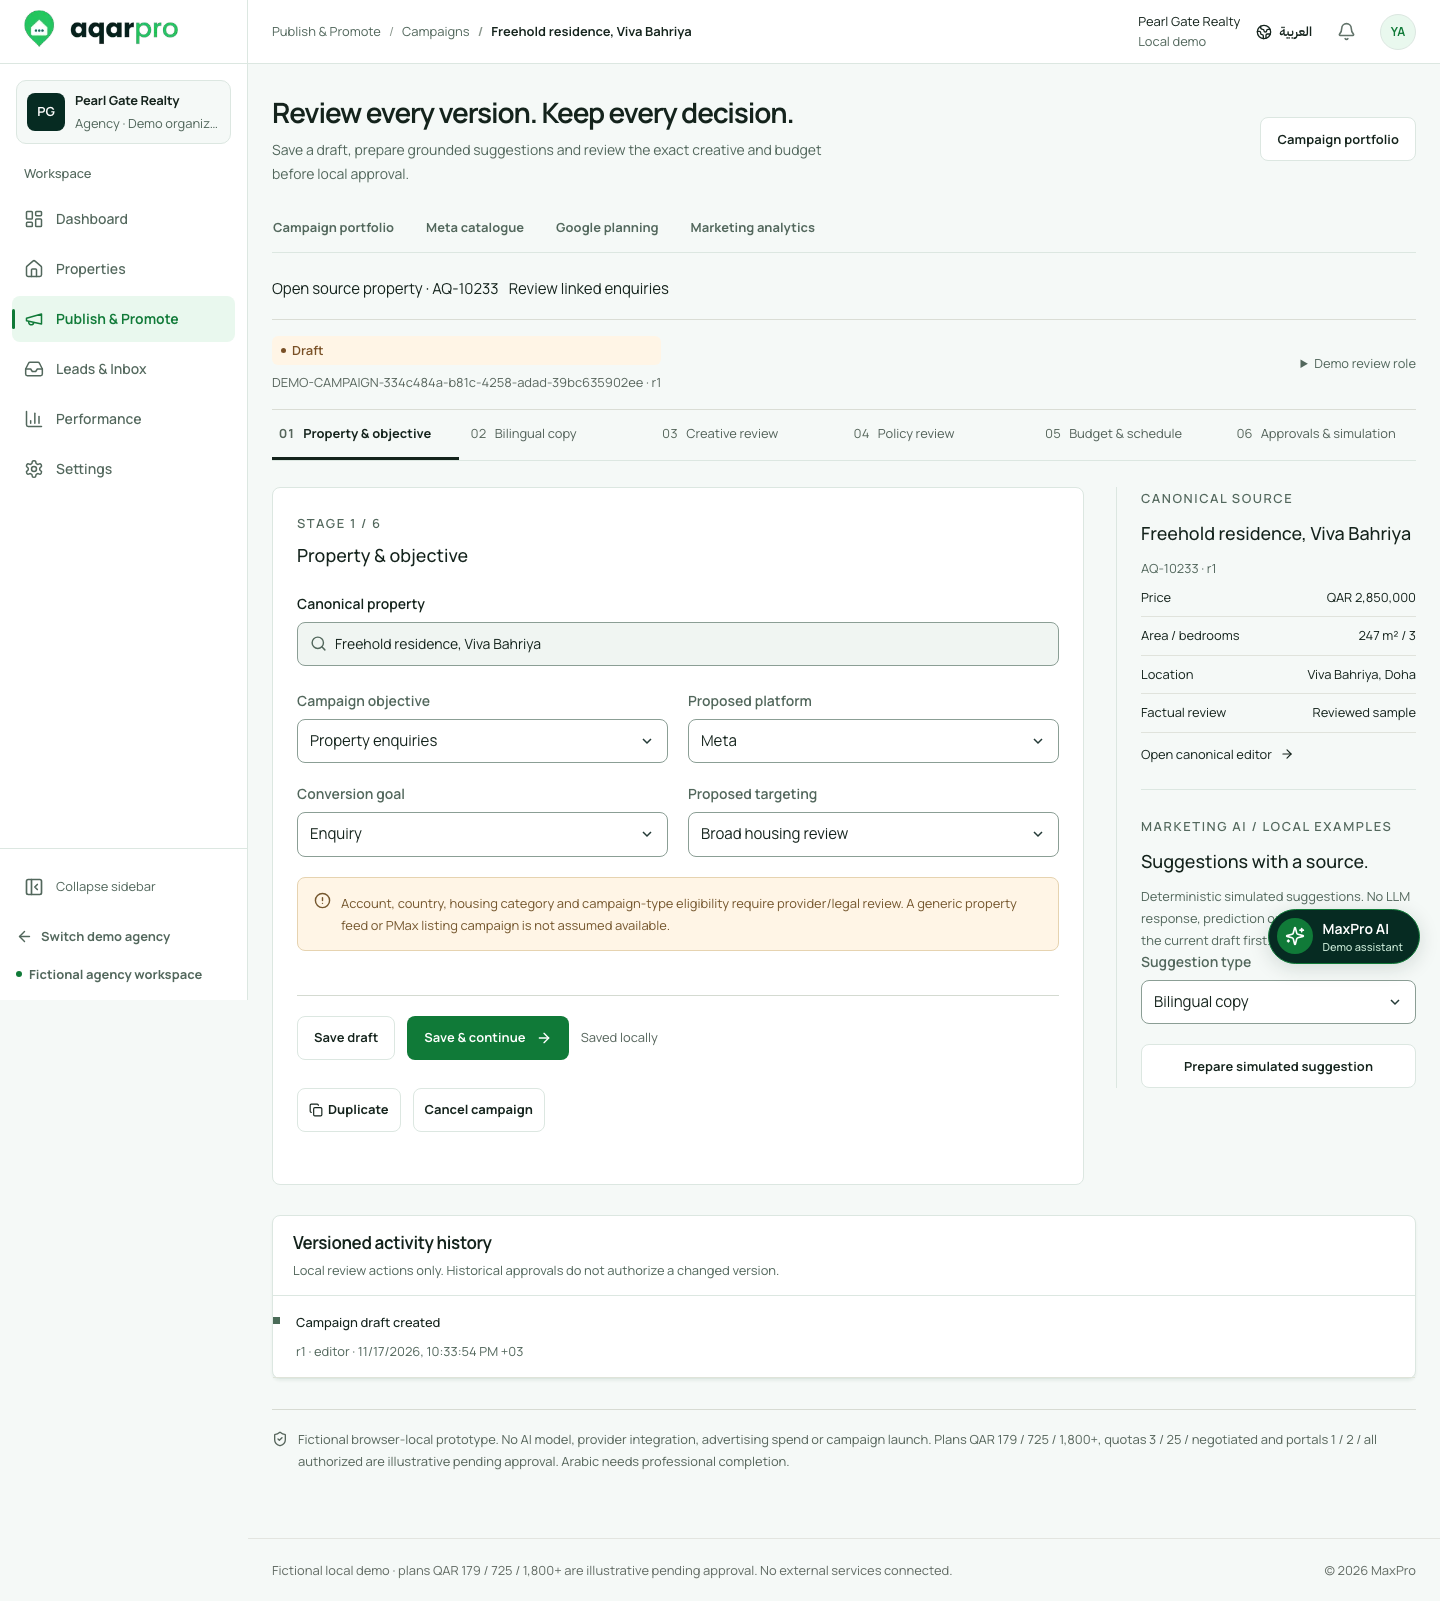 aqarpro
Publish & Promote / Campaigns / Freehold residence, Viva Bahriya
Pearl Gate Realty
Local demo
العربية
YA
PG
Pearl Gate Realty
Agency · Demo organiz…
Workspace
Dashboard
Properties
Publish & Promote
Leads & Inbox
Performance
Settings
Collapse sidebar
Switch demo agency
Fictional agency workspace
Review every version. Keep every decision.
Save a draft, prepare grounded suggestions and review the exact creative and budget
before local approval.
Campaign portfolio
Campaign portfolio Meta catalogue Google planning Marketing analytics
Open source property · AQ-10233 Review linked enquiries
Draft
DEMO-CAMPAIGN-334c484a-b81c-4258-adad-39bc635902ee · r1
Demo review role
01 Property & objective 02 Bilingual copy 03 Creative review 04 Policy review 05 Budget & schedule 06 Approvals & simulation
STAGE 1 / 6
Property & objective
Canonical property
Freehold residence, Viva Bahriya
Campaign objective
Property enquiries
Proposed platform
Meta
Conversion goal
Enquiry
Proposed targeting
Broad housing review
Account, country, housing category and campaign-type eligibility require provider/legal review. A generic property
feed or PMax listing campaign is not assumed available.
Save draft
Save & continue
Saved locally
Duplicate
Cancel campaign
CANONICAL SOURCE
Freehold residence, Viva Bahriya
AQ-10233 · r1
Price QAR 2,850,000
Area / bedrooms 247 m² / 3
Location Viva Bahriya, Doha
Factual review Reviewed sample
Open canonical editor
MARKETING AI / LOCAL EXAMPLES
Suggestions with a source.
Deterministic simulated suggestions. No LLM
response, prediction
the current draft first.
MaxPro AI
Demo assistant
Suggestion type
Bilingual copy
Prepare simulated suggestion
Versioned activity history
Local review actions only. Historical approvals do not authorize a changed version.
Campaign draft created
r1 · editor · 11/17/2026, 10:33:54 PM +03
Fictional browser-local prototype. No AI model, provider integration, advertising spend or campaign launch. Plans QAR 179 / 725 / 1,800+, quotas 3 / 25 / negotiated and portals 1 / 2 / all
authorized are illustrative pending approval. Arabic needs professional completion.
Fictional local demo · plans QAR 179 / 725 / 1,800+ are illustrative pending approval. No external services connected.
© 2026 MaxPro